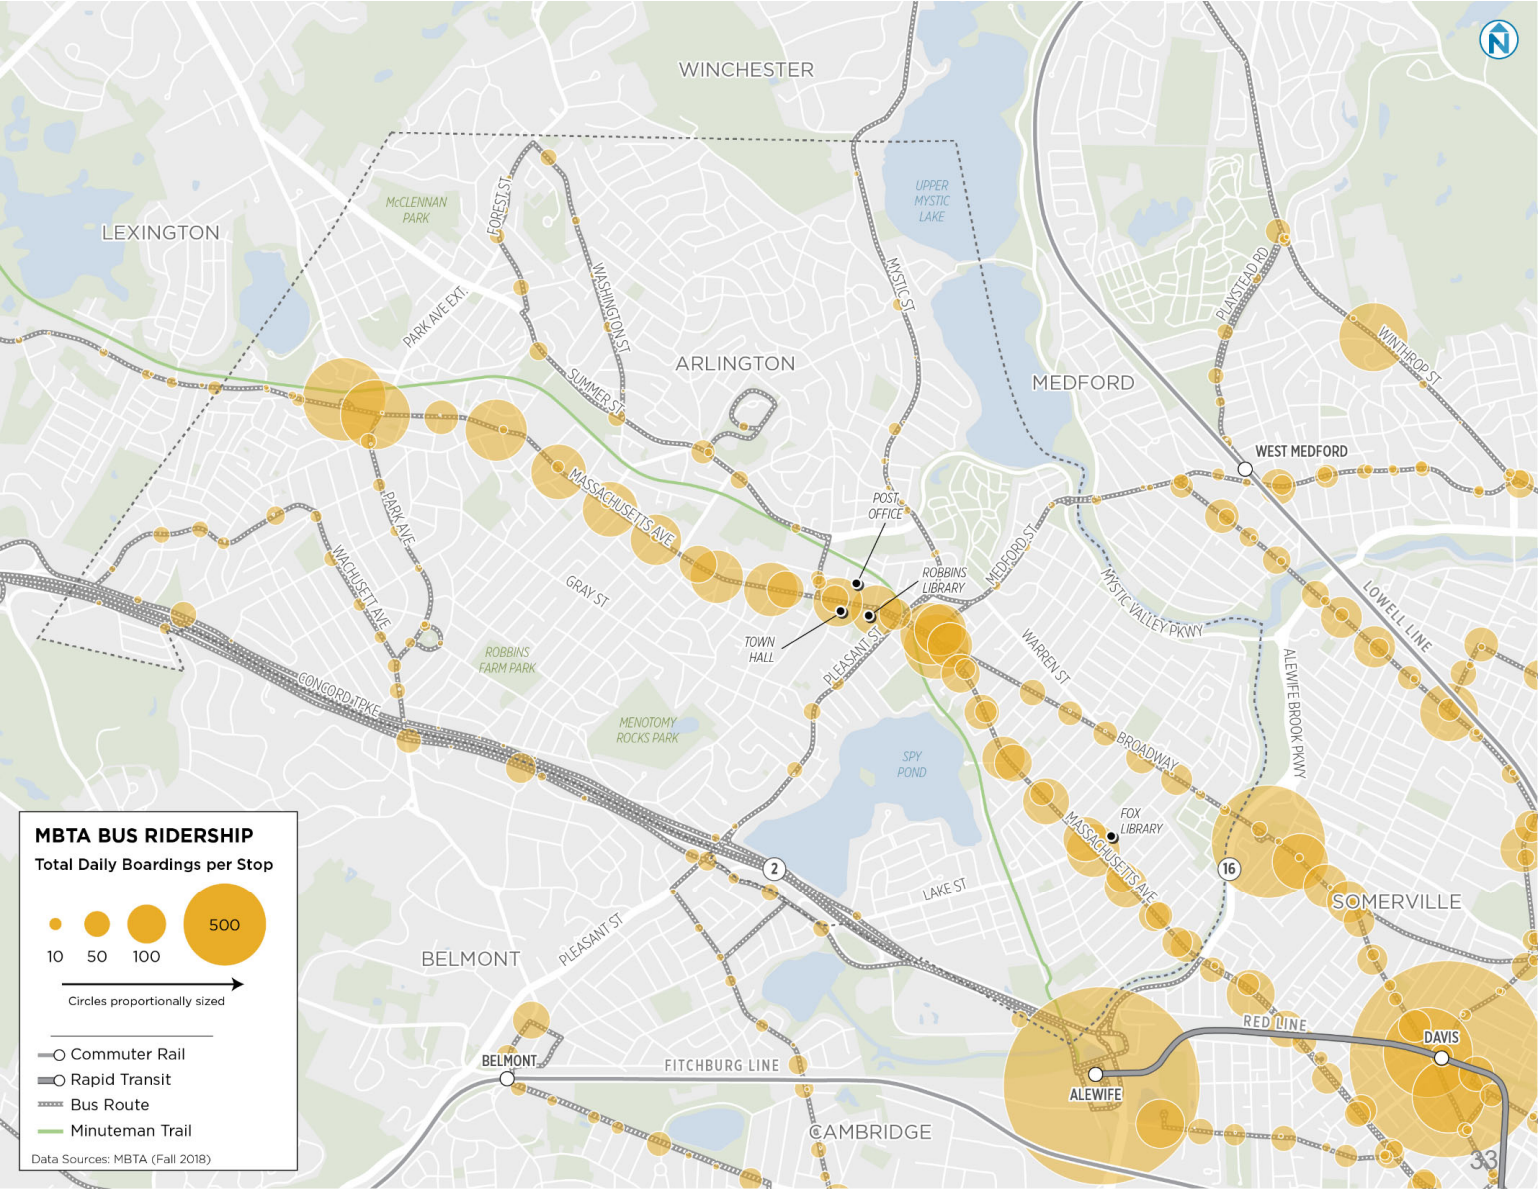 N
WINCHESTER
UPPER
MYSTIC
LAKE
McCLENNAN
PARK
FOREST ST
LEXINGTON
PLAYSTEAD RD
MYSTIC ST
WASHINGTON ST
PARK AVE EXT.
WINTHROP ST
ARLINGTON
MEDFORD
SUMMER ST
WEST MEDFORD
MASSACHUSETTS AVE
POST
OFFICE
PARK AVE
MEDFORD ST
WACHUSETT AVE
ROBBINS
LIBRARY
GRAY ST
MYSTIC VALLEY PKWY
LOWELL LINE
TOWN
HALL
PLEASANT ST
WARREN ST
ROBBINS
FARM PARK
ALEWIFE BROOK PKWY
CONCORD TPKE
MENOTOMY
ROCKS PARK
SPY
POND
BROADWAY
FOX
LIBRARY
MASSACHUSETTS AVE
2
16
LAKE ST
SOMERVILLE
PLEASANT ST
BELMONT
RED LINE
DAVIS
BELMONT
FITCHBURG LINE
ALEWIFE
CAMBRIDGE
MBTA BUS RIDERSHIP
Total Daily Boardings per Stop
500
10 50 100
Circles proportionally sized
Commuter Rail
Rapid Transit
Bus Route
Minuteman Trail
Data Sources: MBTA (Fall 2018)
33